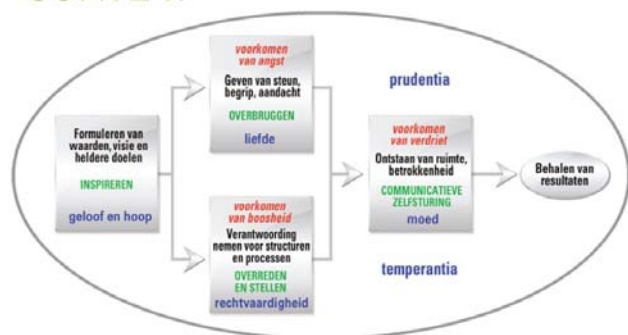 voorkomen
van angst
Geven van steun,
begrip, aandacht
OVERBRUGGEN
liefde
prudentia
Formuleren van
waarden, visie en
heldere doelen
INSPIREREN
geloof en hoop
voorkomen
van verdriet
Ontstaan van ruimte,
betrokkenheid
COMMUNICATIEVE
ZELFSTURING
moed
Behalen van
resultaten
voorkomen
van boosheid
Verantwoording
nemen voor structuren
en processen
OVERREDEN
EN STELLEN
rechtvaardigheid
temperantia